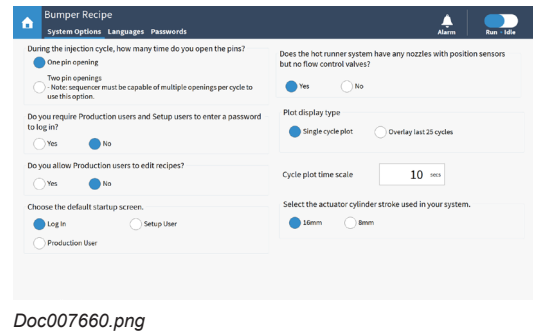 Bumper Recipe
System Options Languages Passwords
Alarm
Run - Idle
During the injection cycle, how many time do you open the pins?
One pin opening
Two pin openings
- Note: sequencer must be capable of multiple openings per cycle to
use this option.
Do you require Production users and Setup users to enter a password
to log in?
Yes No
Do you allow Production users to edit recipes?
Yes No
Choose the default startup screen.
Log In Setup User
Production User
Does the hot runner system have any nozzles with position sensors
but no flow control valves?
Yes No
Plot display type
Single cycle plot Overlay last 25 cycles
Cycle plot time scale 10 secs
Select the actuator cylinder stroke used in your system.
16mm 8mm
Doc007660.png